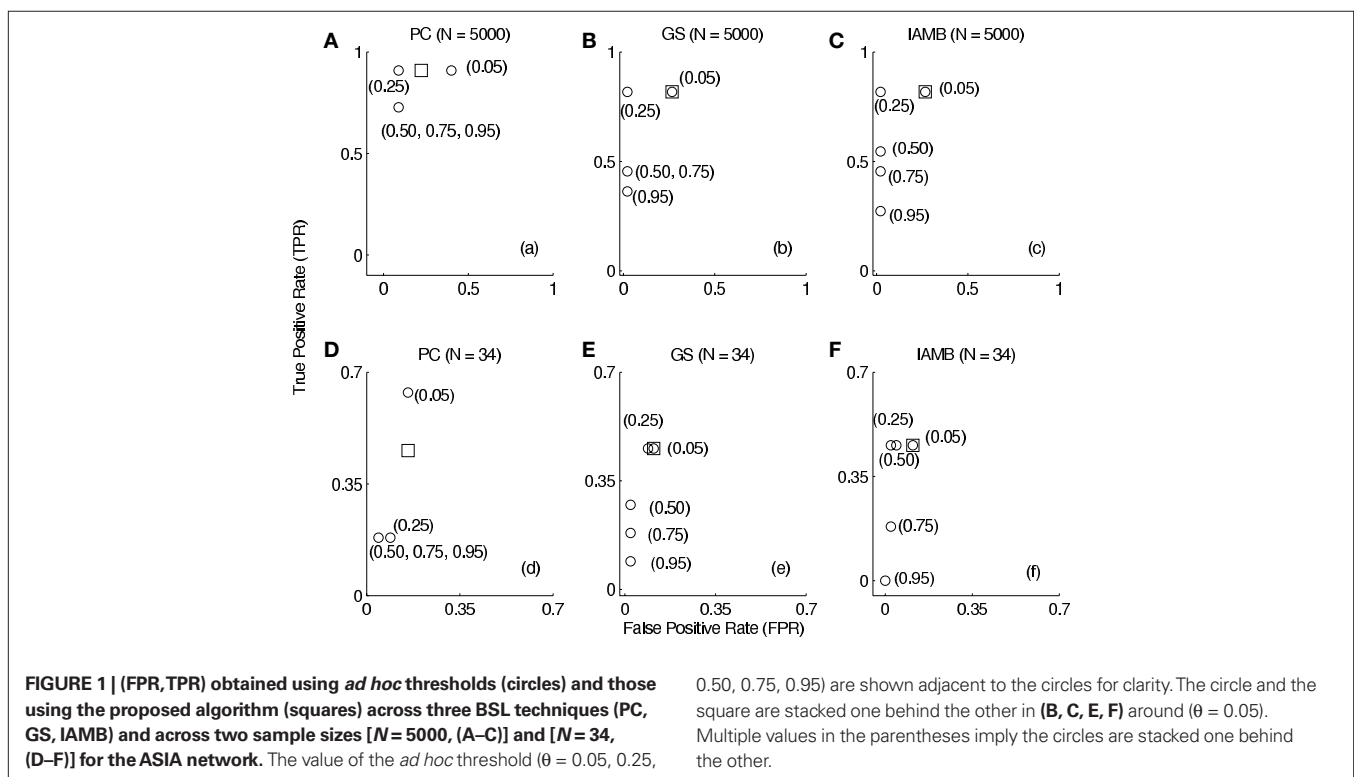 A PC (N = 5000)
1
0.5
0
0 0.5 1
(0.25)
(0.05)
(0.50, 0.75, 0.95)
(a)
B GS (N = 5000)
1
0.5
0
0 0.5 1
(0.05)
(0.25)
(0.50, 0.75)
(0.95)
(b)
C IAMB (N = 5000)
1
0.5
0
0 0.5 1
(0.05)
(0.25)
(0.50)
(0.75)
(0.95)
(c)
True Positive Rate (TPR)
D PC (N = 34)
0.7
0.35
0
0 0.35 0.7
(0.05)
(0.25)
(0.50, 0.75, 0.95)
(d)
E GS (N = 34)
0.7
0.35
0
0 0.35 0.7
(0.25)
(0.05)
(0.50)
(0.75)
(0.95)
(e)
F IAMB (N = 34)
0.7
0.35
0
0 0.35 0.7
(0.25)
(0.05)
(0.50)
(0.75)
(0.95)
(f)
False Positive Rate (FPR)
FIGURE 1 | (FPR,TPR) obtained using ad hoc thresholds (circles) and those
using the proposed algorithm (squares) across three BSL techniques (PC,
GS, IAMB) and across two sample sizes [N = 5000, (A–C)] and [N = 34,
(D–F)] for the ASIA network. The value of the ad hoc threshold (θ = 0.05, 0.25,
0.50, 0.75, 0.95) are shown adjacent to the circles for clarity. The circle and the
square are stacked one behind the other in (B, C, E, F) around (θ = 0.05).
Multiple values in the parentheses imply the circles are stacked one behind
the other.